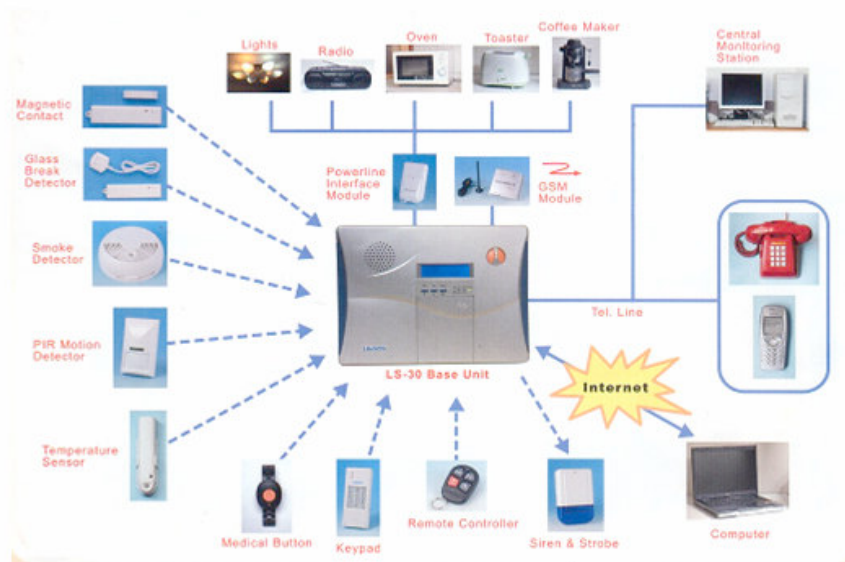 Lights
Radio
Oven
Toaster
Coffee Maker
Central
Monitoring
Station
Magnetic
Contact
Glass
Break
Detector
Powerline
Interface
Module
GSM
Module
Smoke
Detector
Tel. Line
PIR Motion
Detector
LS-30 Base Unit
Internet
Temperature
Sensor
Medical Button
Keypad
Remote Controller
Siren & Strobe
Computer